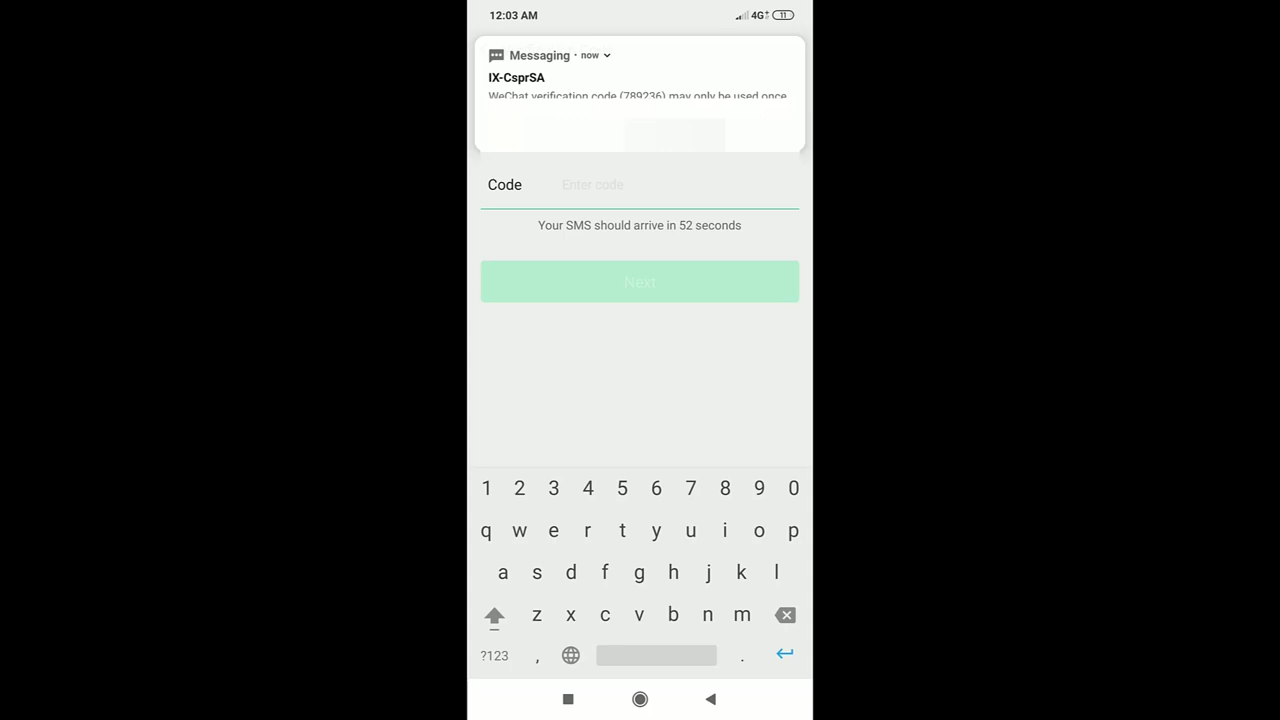 12:03 AM 4G+ 11
Messaging · now
IX-CsprSA
WeChat verification code (789236) may only be used once
Code Enter code
Your SMS should arrive in 52 seconds
Next
1 2 3 4 5 6 7 8 9 0
q w e r t y u i o p
a s d f g h j k l
z x c v b n m
?123 , .